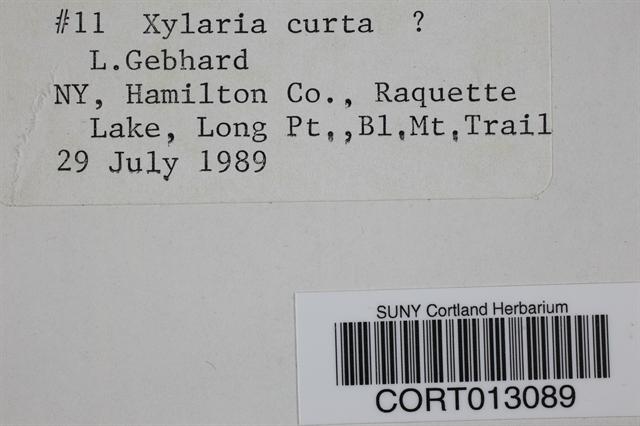 #11 Xylaria curta ?
L.Gebhard
NY, Hamilton Co., Raquette
Lake, Long Pt.,Bl.Mt.Trail
29 July 1989
SUNY Cortland Herbarium
CORT013089